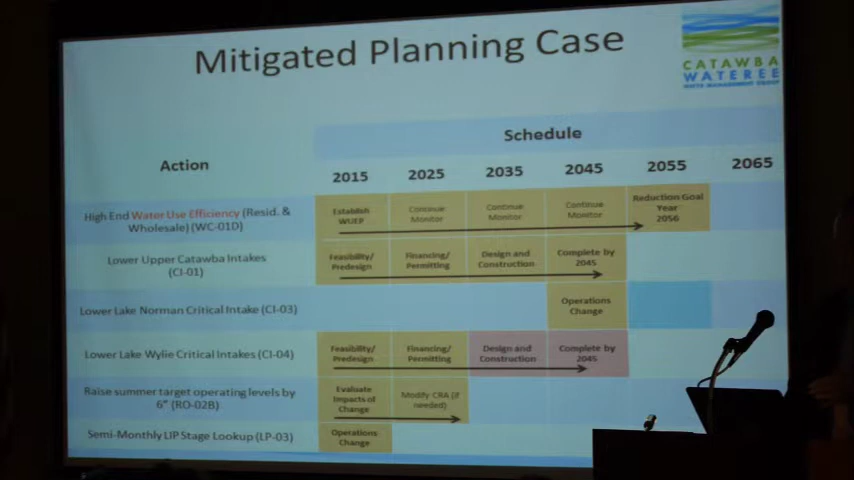 Mitigated Planning Case
CATAWBA
WATEREE
WATER MANAGEMENT GROUP
Schedule
Action
2015 2025 2035 2045 2055 2065
High End Water Use Efficiency (Resid. &
Wholesale) (WC-01D)
Establish
WUEP
Continue
Monitor
Continue
Monitor
Continue
Monitor
Reduction Goal
Year
2056
Lower Upper Catawba Intakes
(CI-01)
Feasibility/
Predesign
Financing/
Permitting
Design and
Construction
Complete by
2045
Lower Lake Norman Critical Intake (CI-03)
Operations
Change
Lower Lake Wylie Critical Intakes (CI-04)
Feasibility/
Predesign
Financing/
Permitting
Design and
Construction
Complete by
2045
Raise summer target operating levels by
6" (RO-02B)
Evaluate
Impacts of
Change
Modify CRA (if
needed)
Semi-Monthly LIP Stage Lookup (LP-03)
Operations
Change